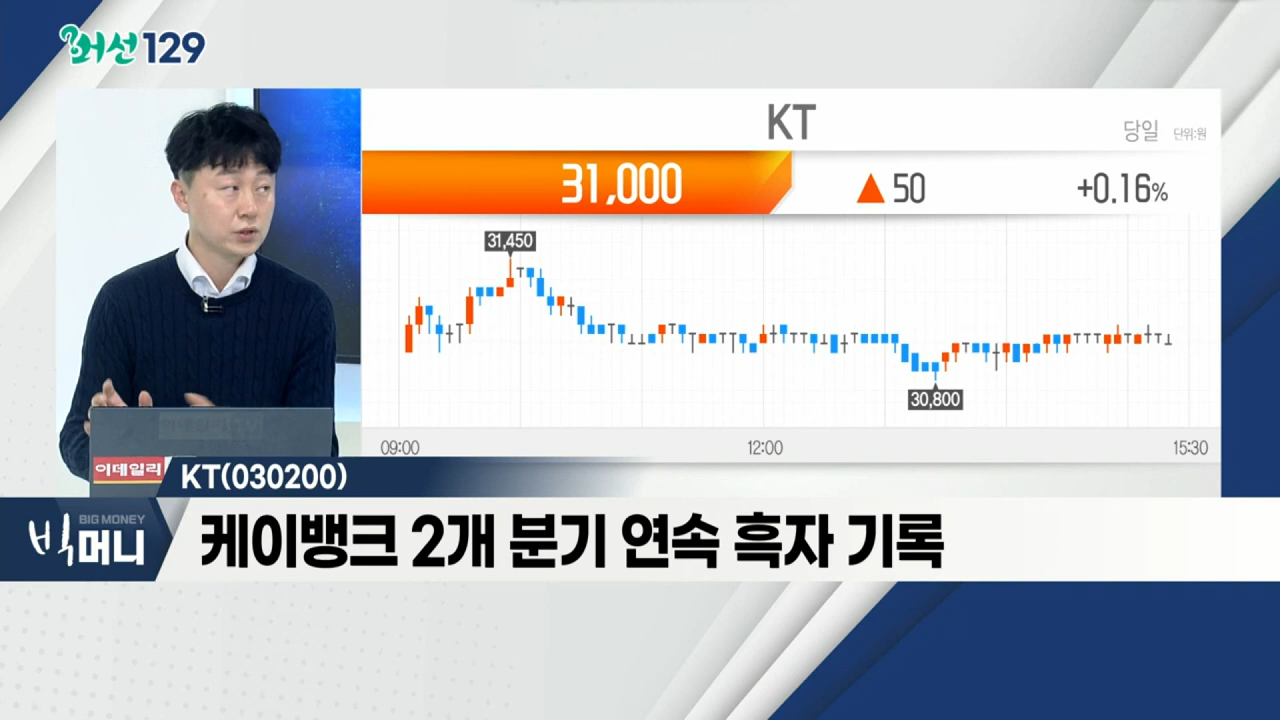 머선129
KT
당일 단위:원
31,000 ▲50 +0.16%
31,450
30,800
09:00 12:00 15:30
이데일리 KT(030200)
빅머니 BIG MONEY
케이뱅크 2개 분기 연속 흑자 기록